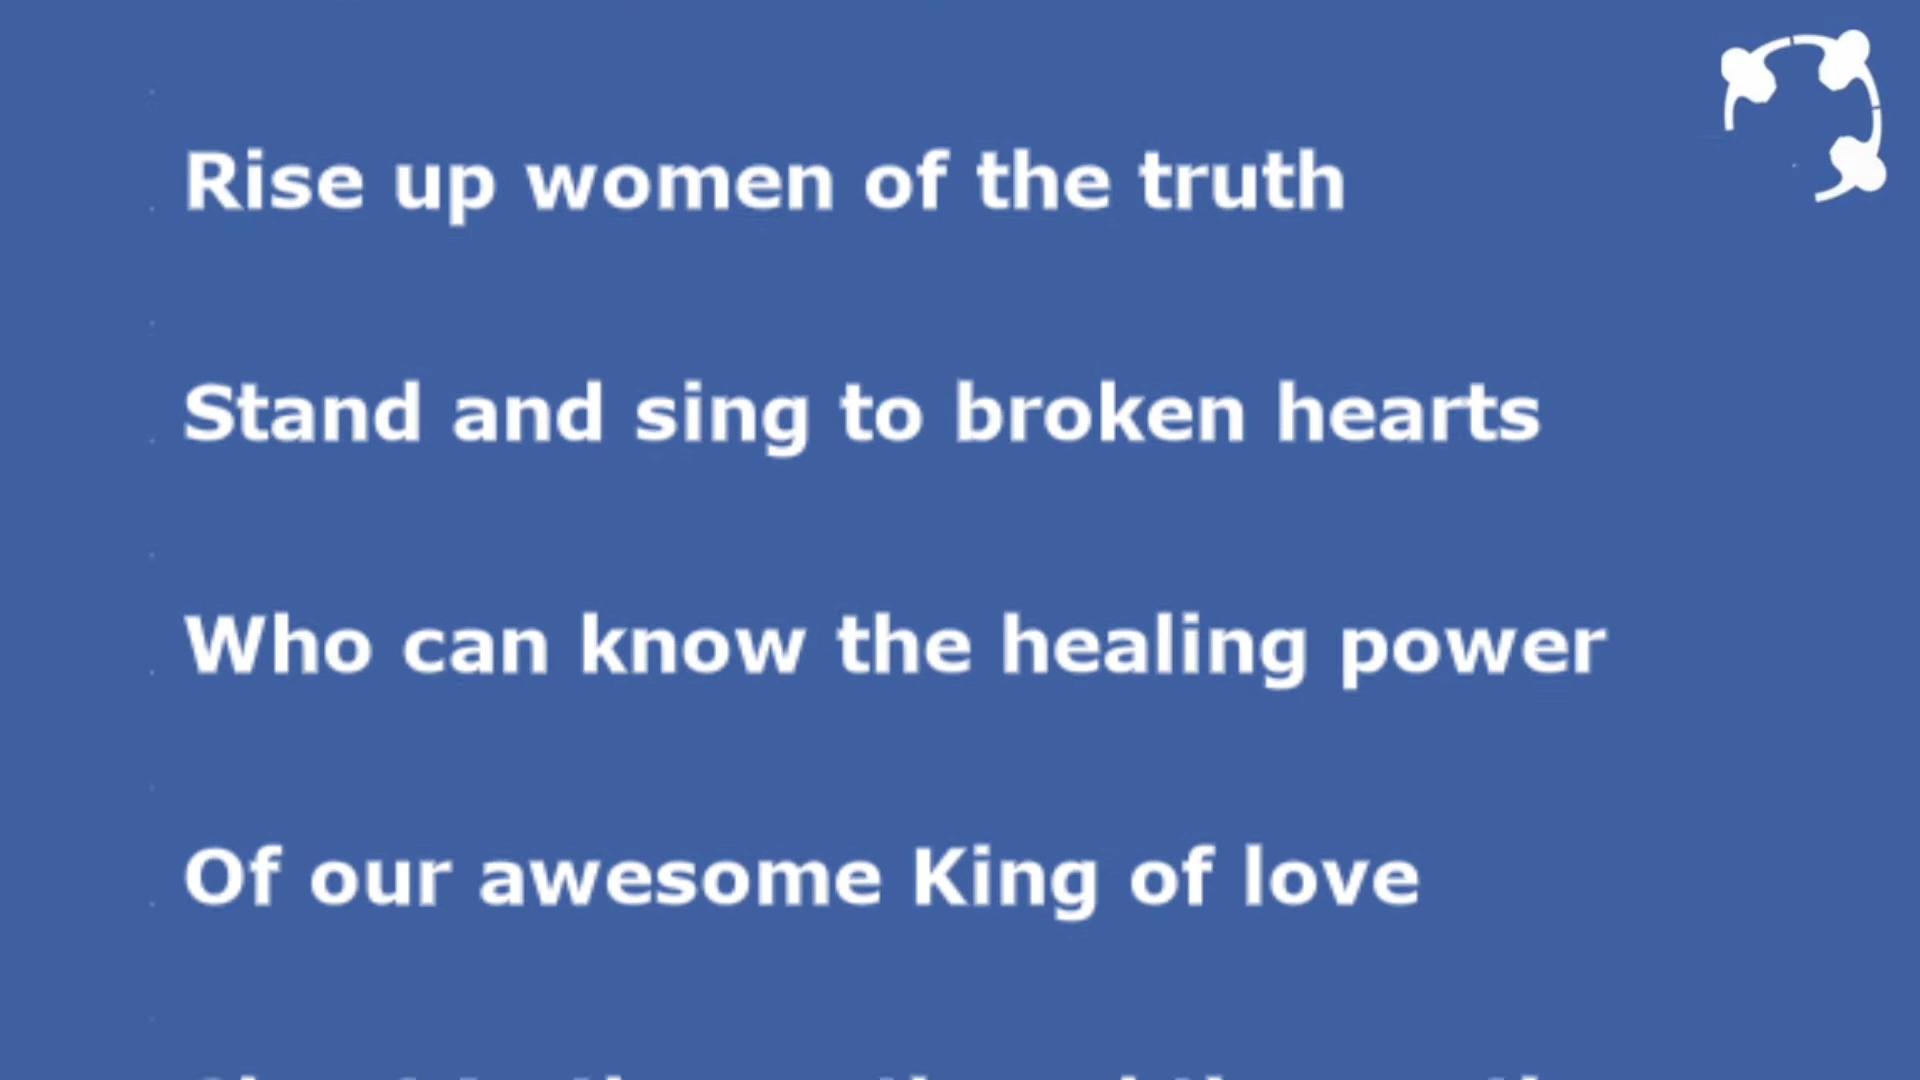 Rise up women of the truth
Stand and sing to broken hearts
Who can know the healing power
Of our awesome King of love